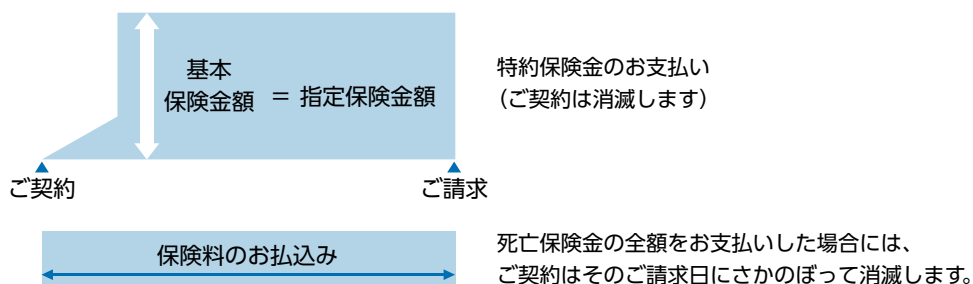 基本
保険金額 = 指定保険金額
特約保険金のお支払い
（ご契約は消滅します）
ご契約
ご請求
保険料のお払込み
死亡保険金の全額をお支払いした場合には、
ご契約はそのご請求日にさかのぼって消滅します。